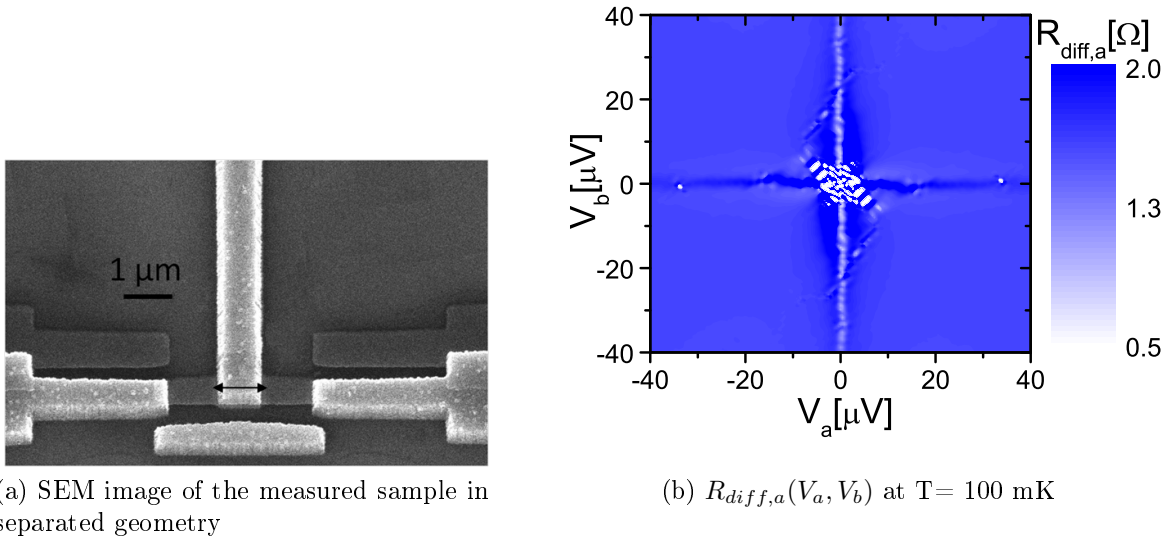 1 μm
40
20
0
-20
-40
V_b[μV]
-40 -20 0 20 40
V_a[μV]
R_diff,a[Ω]
2.0
1.3
0.5
(a) SEM image of the measured sample in
separated geometry
(b) R_diff,a(V_a, V_b) at T= 100 mK